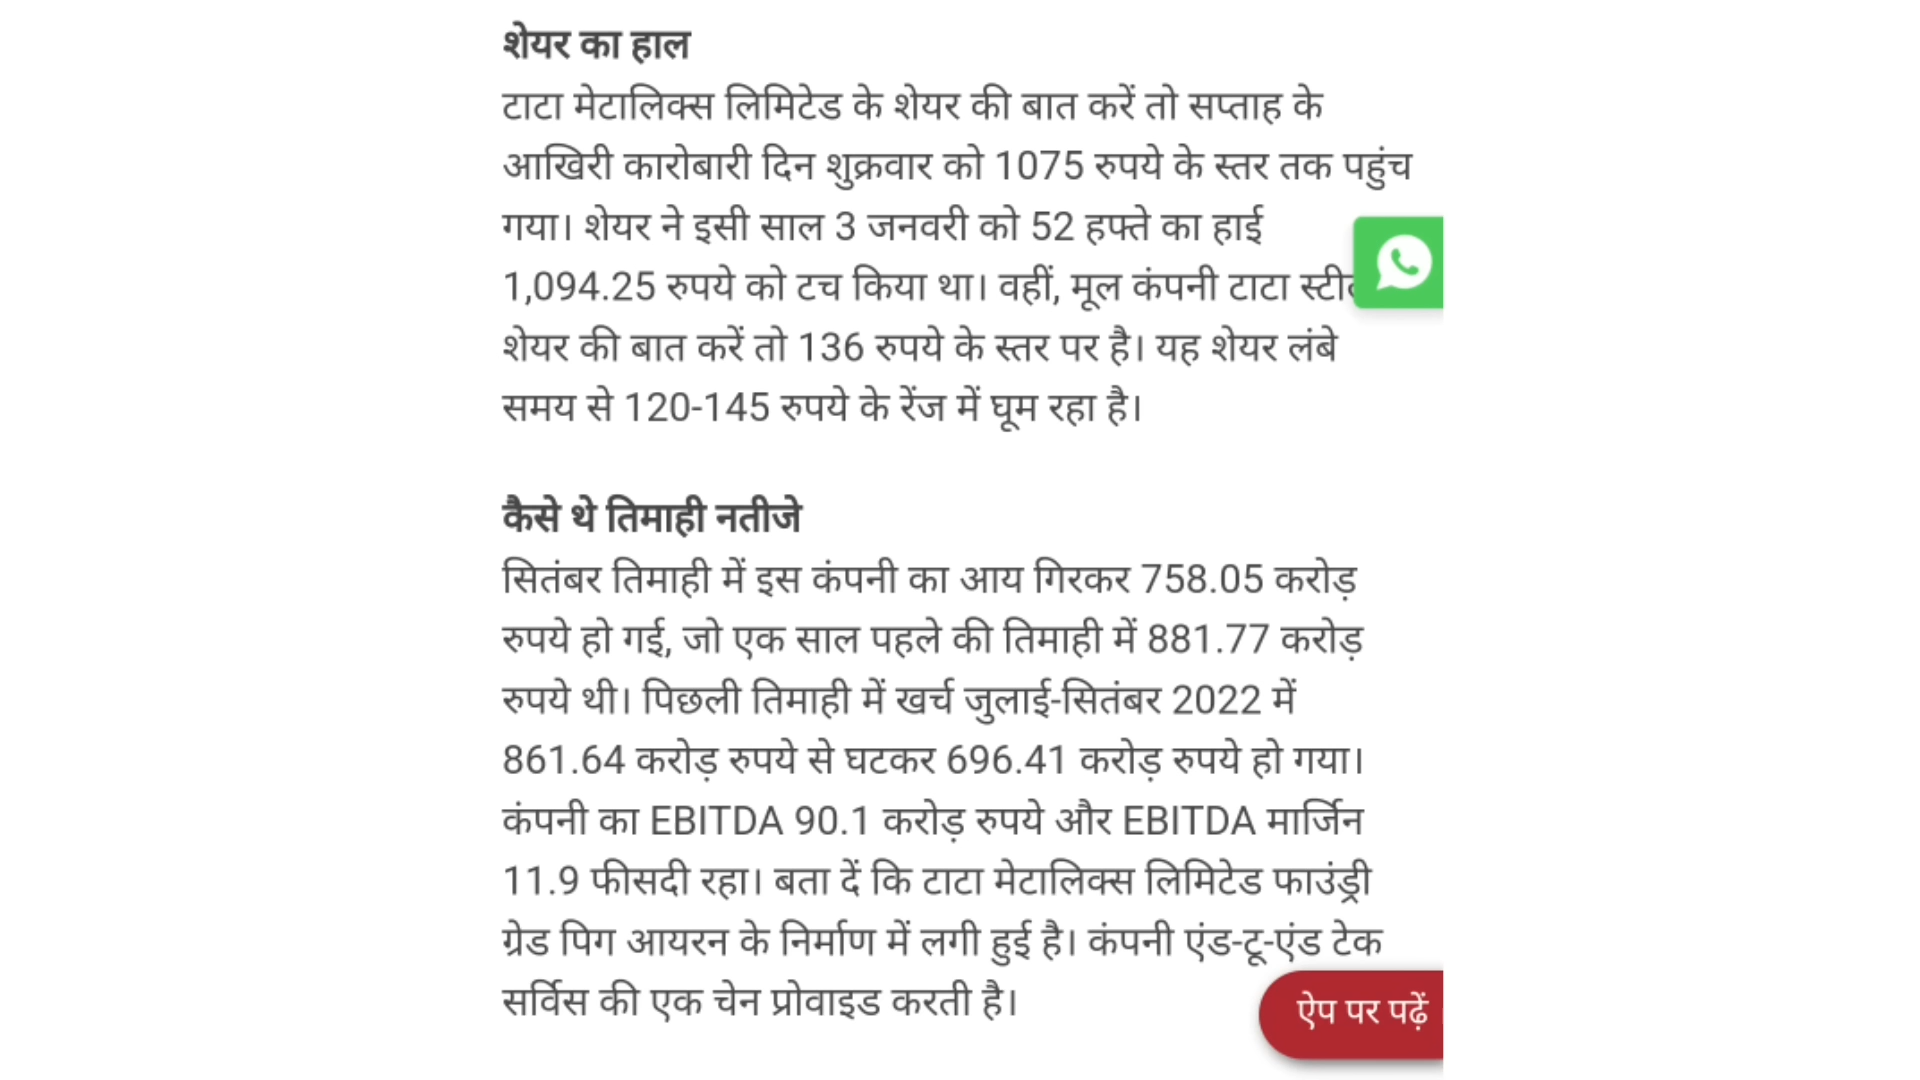 शेयर का हाल
टाटा मेटालिक्स लिमिटेड के शेयर की बात करें तो सप्ताह के
आखिरी कारोबारी दिन शुक्रवार को 1075 रुपये के स्तर तक पहुंच
गया। शेयर ने इसी साल 3 जनवरी को 52 हफ्ते का हाई
1,094.25 रुपये को टच किया था। वहीं, मूल कंपनी टाटा
शेयर की बात करें तो 136 रुपये के स्तर पर है। यह शेयर लंबे
समय से 120-145 रुपये के रेंज में घूम रहा है।
कैसे थे तिमाही नतीजे
सितंबर तिमाही में इस कंपनी का आय गिरकर 758.05 करोड़
रुपये हो गई, जो एक साल पहले की तिमाही में 881.77 करोड़
रुपये थी। पिछली तिमाही में खर्च जुलाई-सितंबर 2022 में
861.64 करोड़ रुपये से घटकर 696.41 करोड़ रुपये हो गया।
कंपनी का EBITDA 90.1 करोड़ रुपये और EBITDA मार्जिन
11.9 फीसदी रहा। बता दें कि टाटा मेटालिक्स लिमिटेड फाउंड्री
ग्रेड पिग आयरन के निर्माण में लगी हुई है। कंपनी एंड-टू-एंड टेक
सर्विस की एक चेन प्रोवाइड करती है।
ऐप पर पढ़ें